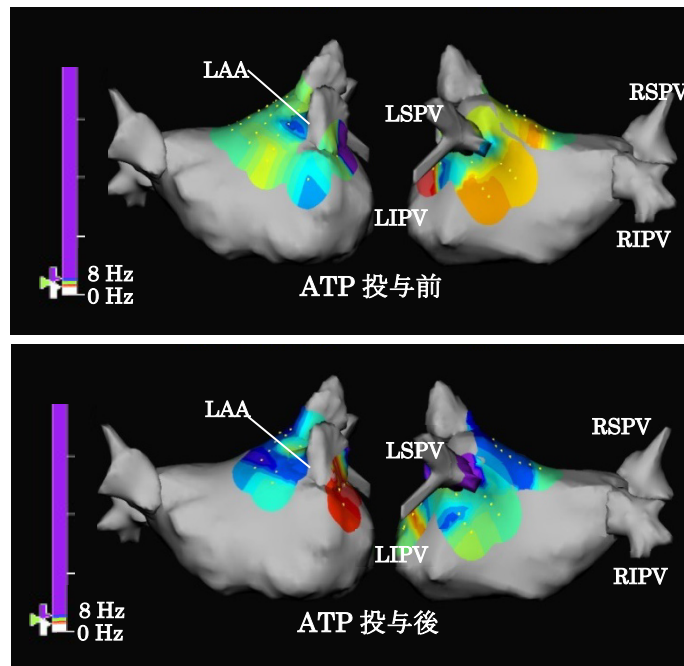 LAA
LSPV
RSPV
LIPV
RIPV
8 Hz
0 Hz
ATP 投与前
LAA
LSPV
RSPV
LIPV
RIPV
8 Hz
0 Hz
ATP 投与後